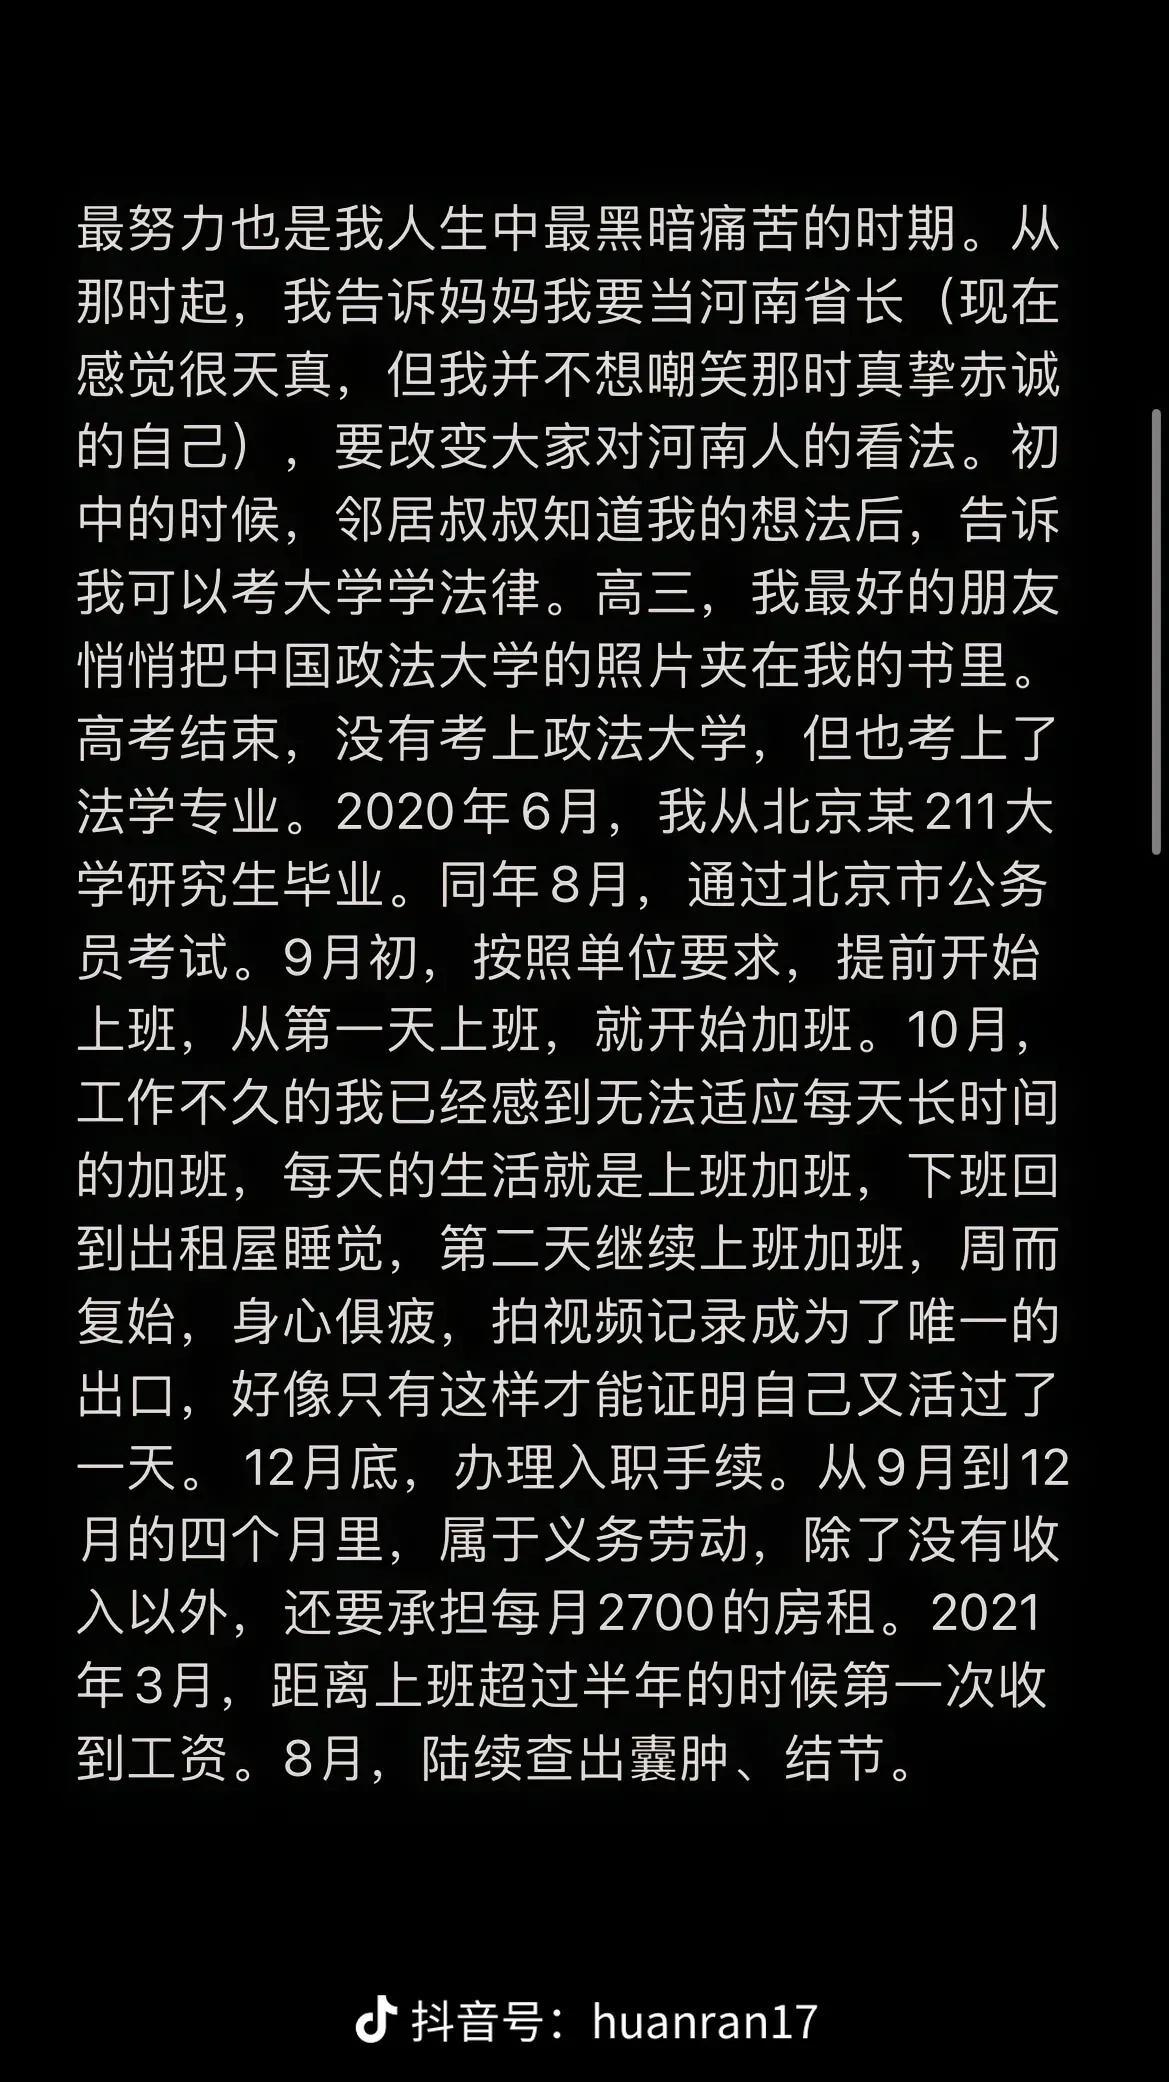 最努力也是我人生中最黑暗痛苦的时期。从
那时起，我告诉妈妈我要当河南省长（现在
感觉很天真，但我并不想嘲笑那时真挚赤诚
的自己），要改变大家对河南人的看法。初
中的时候，邻居叔叔知道我的想法后，告诉
我可以考大学学法律。高三，我最好的朋友
悄悄把中国政法大学的照片夹在我的书里。
高考结束，没有考上政法大学，但也考上了
法学专业。2020年6月，我从北京某211大
学研究生毕业。同年8月，通过北京市公务
员考试。9月初，按照单位要求，提前开始
上班，从第一天上班，就开始加班。10月，
工作不久的我已经感到无法适应每天长时间
的加班，每天的生活就是上班加班，下班回
到出租屋睡觉，第二天继续上班加班，周而
复始，身心俱疲，拍视频记录成为了唯一的
出口，好像只有这样才能证明自己又活过了
一天。 12月底，办理入职手续。从9月到12
月的四个月里，属于义务劳动，除了没有收
入以外，还要承担每月2700的房租。2021
年3月，距离上班超过半年的时候第一次收
到工资。8月，陆续查出囊肿、结节。
抖音号：huanran17